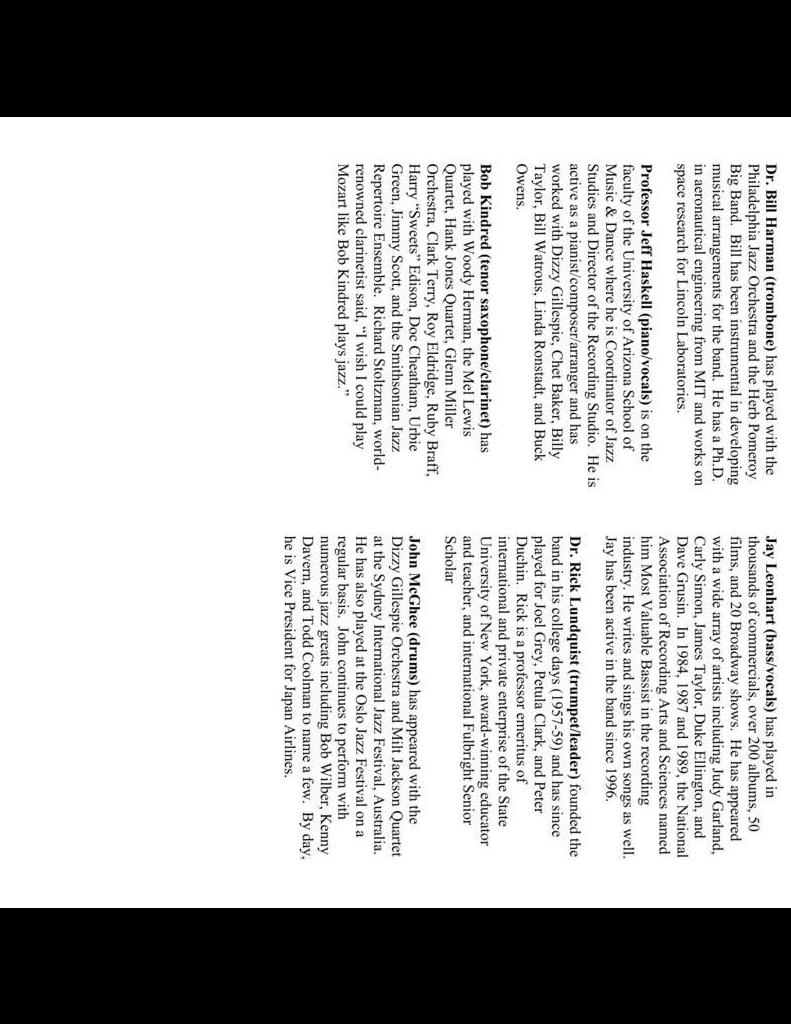 Dr. Bill Harman (trombone) has played with the
Philadelphia Jazz Orchestra and the Herb Pomeroy
Big Band. Bill has been instrumental in developing
musical arrangements for the band. He has a Ph.D.
in aeronautical engineering from MIT and works on
space research for Lincoln Laboratories.
Professor Jeff Haskell (piano/vocals) is on the
faculty of the University of Arizona School of
Music & Dance where he is Coordinator of Jazz
Studies and Director of the Recording Studio. He is
active as a pianist/composer/arranger and has
worked with Dizzy Gillespie, Chet Baker, Billy
Taylor, Bill Watrous, Linda Ronstadt, and Buck
Owens.
Bob Kindred (tenor saxophone/clarinet) has
played with Woody Herman, the Mel Lewis
Quartet, Hank Jones Quartet, Glenn Miller
Orchestra, Clark Terry, Roy Eldridge, Ruby Braff,
Harry “Sweets” Edison, Doc Cheatham, Urbie
Green, Jimmy Scott, and the Smithsonian Jazz
Repertoire Ensemble. Richard Stoltzman, world-
renowned clarinetist said, “I wish I could play
Mozart like Bob Kindred plays jazz.”
Jay Leonhart (bass/vocals) has played in
thousands of commercials, over 200 albums, 50
films, and 20 Broadway shows. He has appeared
with a wide array of artists including Judy Garland,
Carly Simon, James Taylor, Duke Ellington, and
Dave Grusin. In 1984, 1987 and 1989, the National
Association of Recording Arts and Sciences named
him Most Valuable Bassist in the recording
industry. He writes and sings his own songs as well.
Jay has been active in the band since 1996.
Dr. Rick Lundquist (trumpet/leader) founded the
band in his college days (1957-59) and has since
played for Joel Grey, Petula Clark, and Peter
Duchin. Rick is a professor emeritus of
international and private enterprise of the State
University of New York, award-winning educator
and teacher, and international Fulbright Senior
Scholar
John McGhee (drums) has appeared with the
Dizzy Gillespie Orchestra and Milt Jackson Quartet
at the Sydney International Jazz Festival, Australia.
He has also played at the Oslo Jazz Festival on a
regular basis. John continues to perform with
numerous jazz greats including Bob Wilber, Kenny
Davern, and Todd Coolman to name a few. By day,
he is Vice President for Japan Airlines.